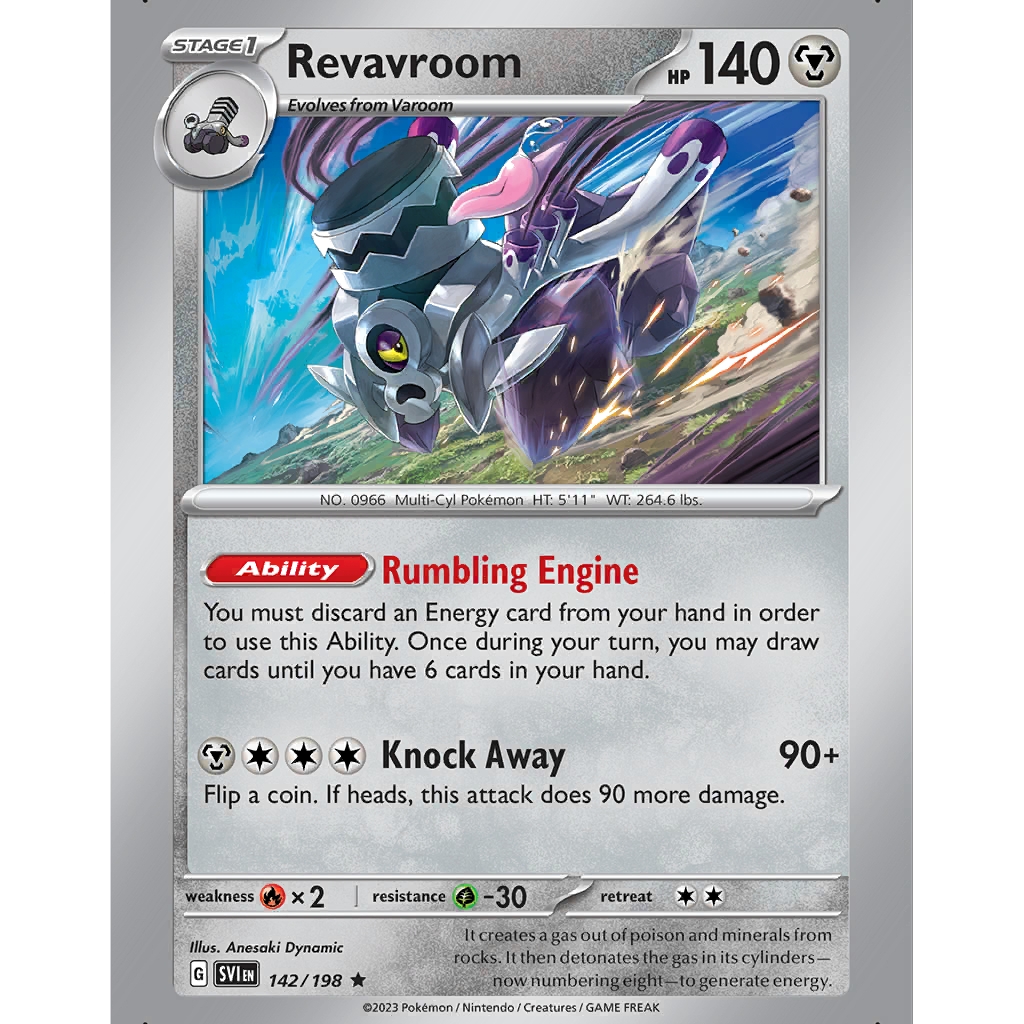 STAGE1
Revavroom
HP 140
Evolves from Varoom
NO. 0966 Multi-Cyl Pokémon HT: 5'11" WT: 264.6 lbs.
Ability Rumbling Engine
You must discard an Energy card from your hand in order
to use this Ability. Once during your turn, you may draw
cards until you have 6 cards in your hand.
Knock Away 90+
Flip a coin. If heads, this attack does 90 more damage.
weakness ×2 resistance -30 retreat
It creates a gas out of poison and minerals from
rocks. It then detonates the gas in its cylinders—
now numbering eight—to generate energy.
Illus. Anesaki Dynamic
G SVI EN 142/198 ★
©2023 Pokémon / Nintendo / Creatures / GAME FREAK